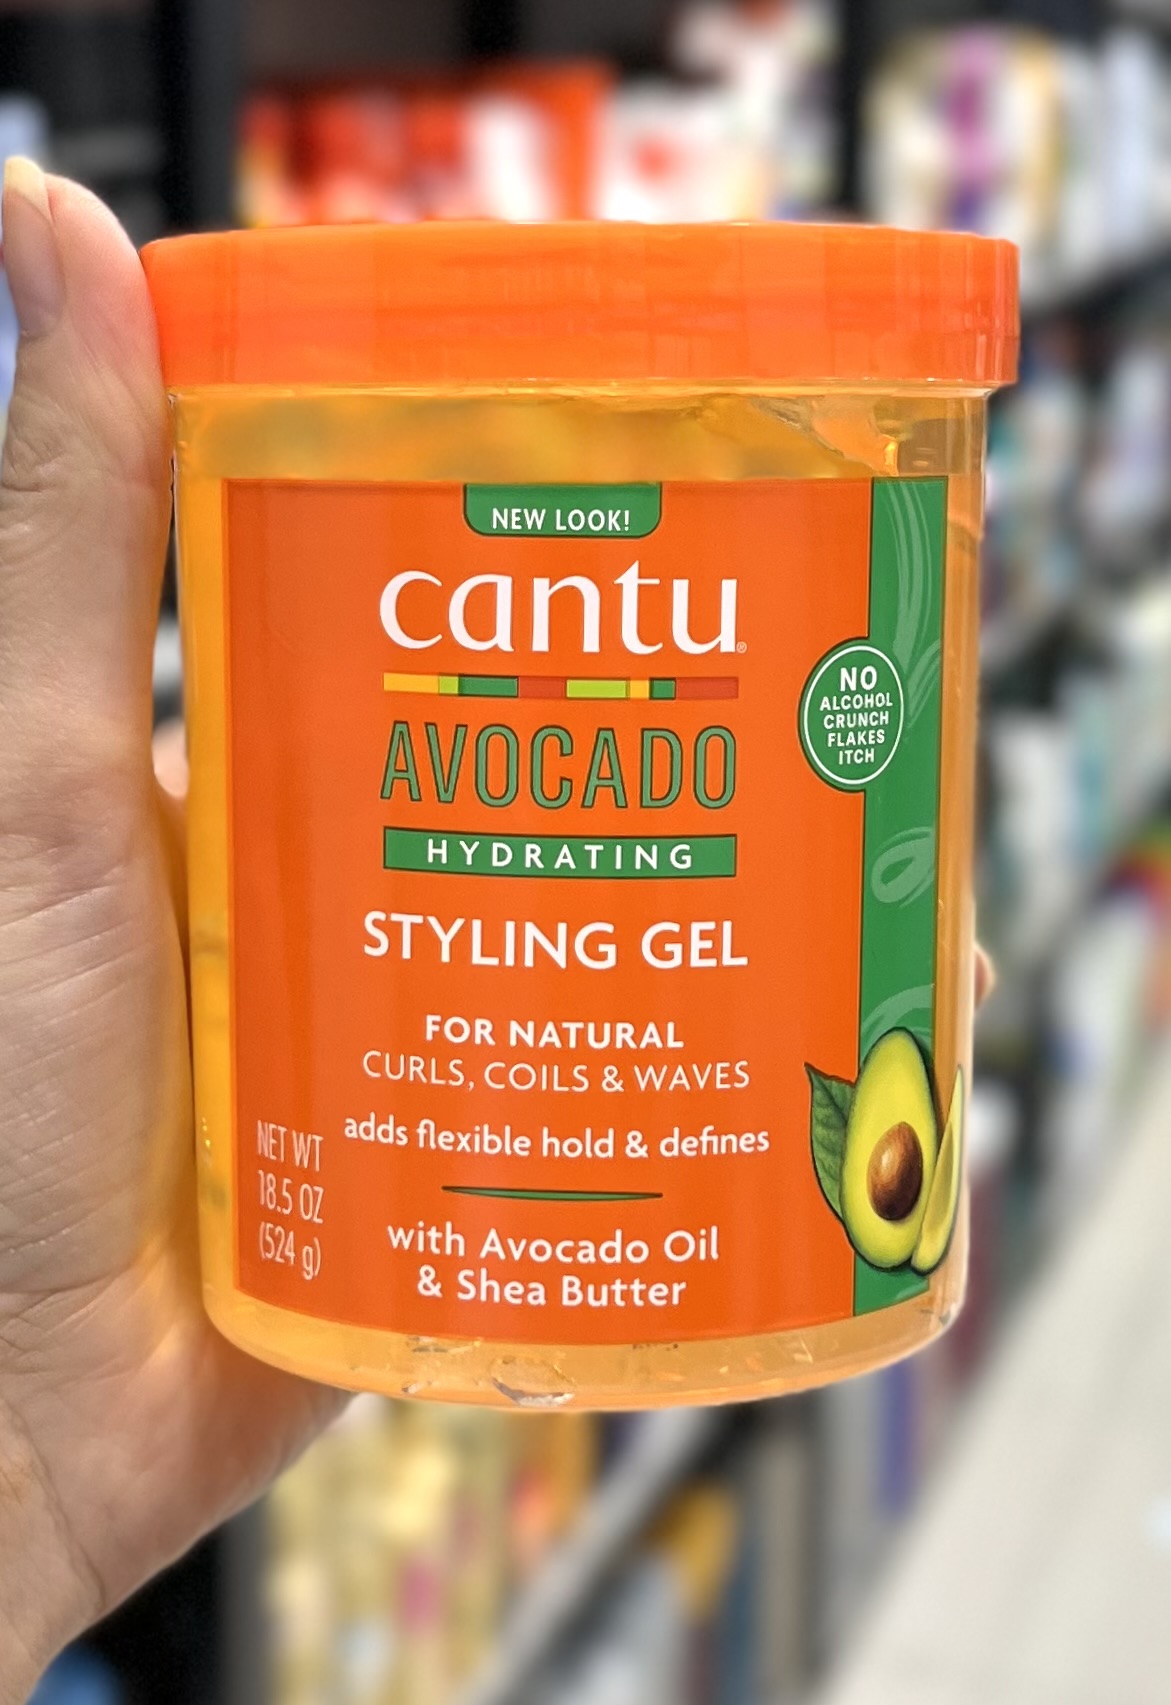 NEW LOOK!
cantu®
AVOCADO
HYDRATING
STYLING GEL
FOR NATURAL
CURLS, COILS & WAVES
adds flexible hold & defines
with Avocado Oil
& Shea Butter
NET WT
18.5 OZ
(524 g)
NO
ALCOHOL
CRUNCH
FLAKES
ITCH